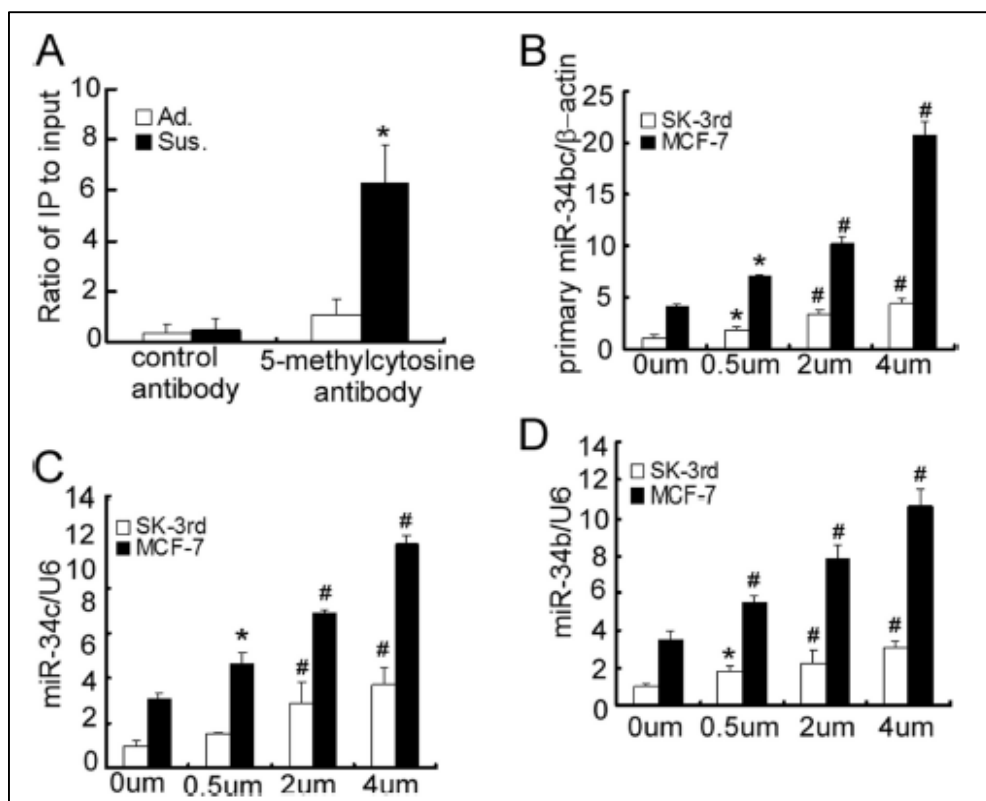 A
10
8
6
4
2
0
Ratio of IP to input
Ad.
Sus.
*
control
antibody
5-methylcytosine
antibody
B
25
20
15
10
5
0
primary miR-34bc/β-actin
SK-3rd
MCF-7
*
*
#
#
#
#
0um 0.5um 2um 4um
C
14
12
8
6
4
2
0
miR-34c/U6
SK-3rd
MCF-7
*
#
#
#
#
0um 0.5um 2um 4um
D
14
12
10
8
6
4
2
0
miR-34b/U6
SK-3rd
MCF-7
*
#
#
#
#
#
0um 0.5um 2um 4um